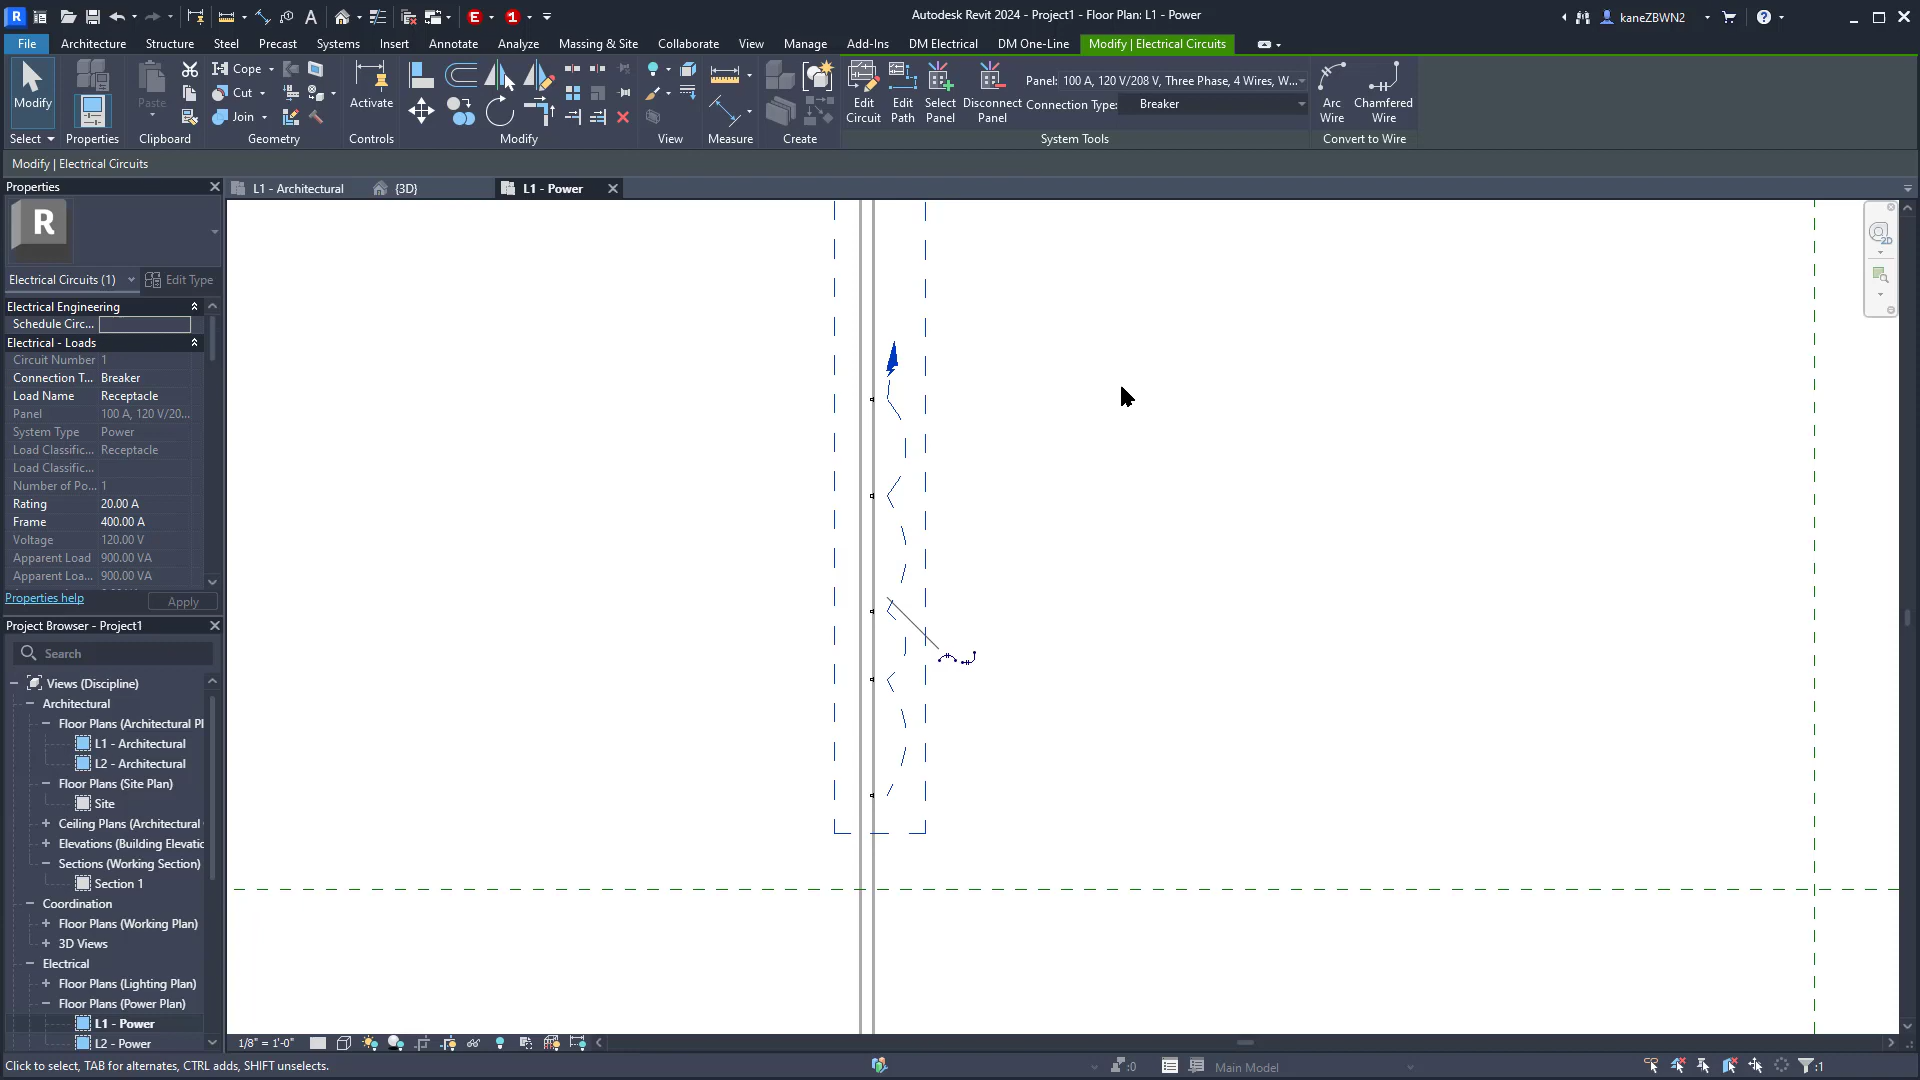 Autodesk Revit 2024 - Project1 - Floor Plan: L1 - Power
kaneZBWN2
File Architecture Structure Steel Precast Systems Insert Annotate Analyze Massing & Site Collaborate View Manage Add-Ins DM Electrical DM One-Line Modify | Electrical Circuits
Modify
Select
Properties
Paste
Clipboard
Cope
Cut
Join
Geometry
Activate
Controls
Modify
View
Measure
Create
Edit Circuit
Edit Path
Select Panel
Disconnect Panel
Panel: 100 A, 120 V/208 V, Three Phase, 4 Wires, W...
Connection Type: Breaker
System Tools
Arc Wire
Chamfered Wire
Convert to Wire
Modify | Electrical Circuits
Properties
L1 - Architectural
{3D}
L1 - Power
R
Electrical Circuits (1)
Edit Type
Electrical Engineering
Schedule Circ...
Electrical - Loads
Circuit Number 1
Connection T... Breaker
Load Name Receptacle
Panel 100 A, 120 V/20...
System Type Power
Load Classific... Receptacle
Load Classific...
Number of Po... 1
Rating 20.00 A
Frame 400.00 A
Voltage 120.00 V
Apparent Load 900.00 VA
Apparent Loa... 900.00 VA
Properties help
Apply
Project Browser - Project1
Search
Views (Discipline)
Architectural
Floor Plans (Architectural Pl
L1 - Architectural
L2 - Architectural
Floor Plans (Site Plan)
Site
Ceiling Plans (Architectural
Elevations (Building Elevatic
Sections (Working Section)
Section 1
Coordination
Floor Plans (Working Plan)
3D Views
Electrical
Floor Plans (Lighting Plan)
Floor Plans (Power Plan)
L1 - Power
L2 - Power
1/8" = 1'-0"
Click to select, TAB for alternates, CTRL adds, SHIFT unselects.
:0
Main Model
:1